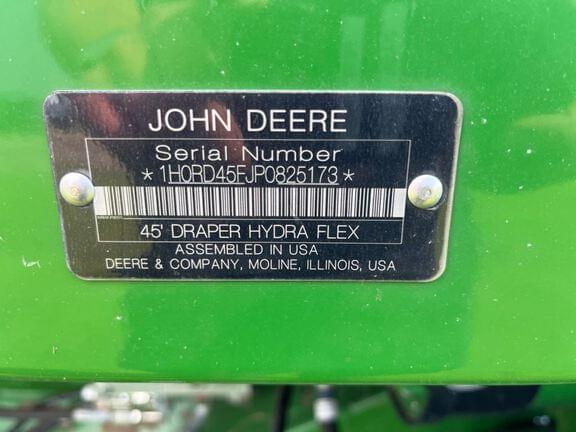 JOHN DEERE
Serial Number
*1H0RD45FJP0825173*
45' DRAPER HYDRA FLEX
ASSEMBLED IN USA
DEERE & COMPANY, MOLINE, ILLINOIS, USA